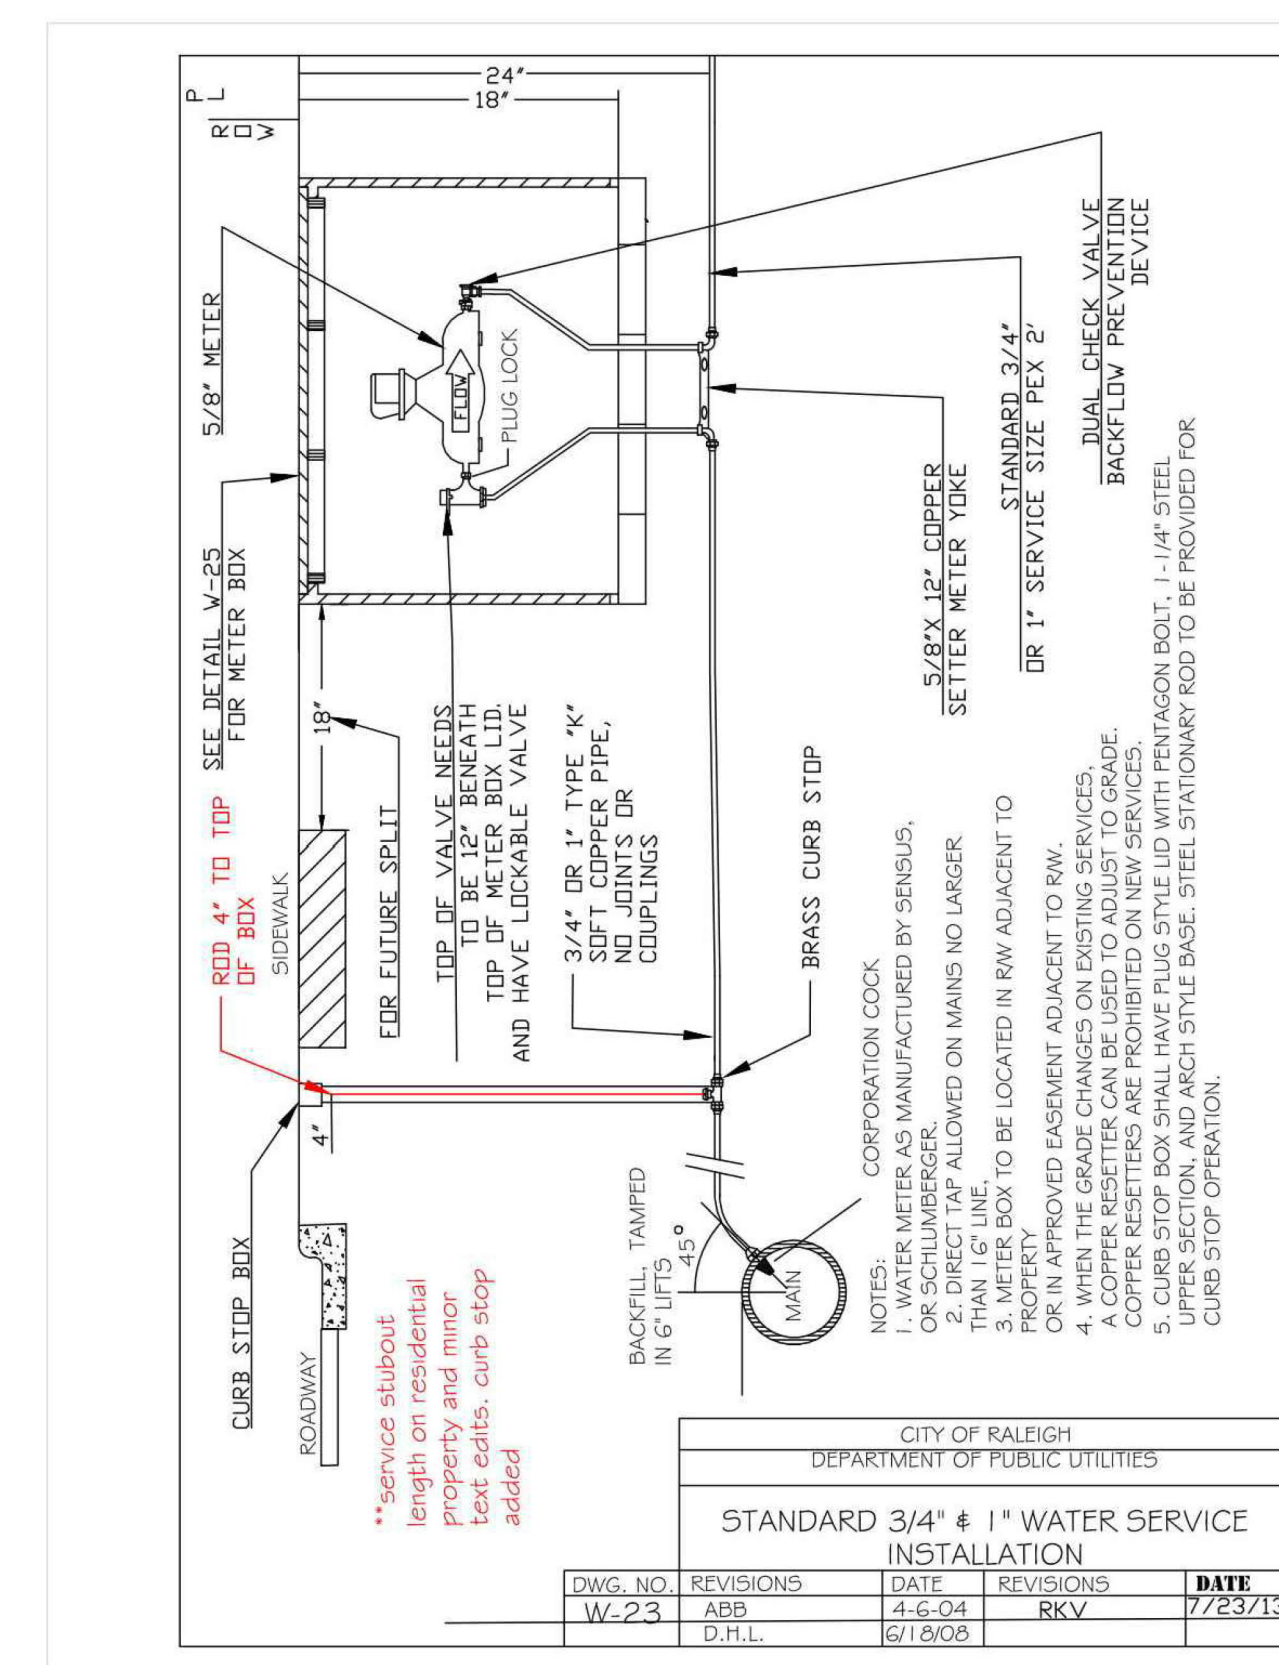 24"
18"
P
L
R
O
W
5/8" METER
SEE DETAIL W-25
FOR METER BOX
ROD 4" TO TOP
OF BOX
SIDEWALK
CURB STOP BOX
ROADWAY
4"
18"
FOR FUTURE SPLIT
FLOW
PLUG LOCK
TOP OF VALVE NEEDS
TO BE 12" BENEATH
TOP OF METER BOX LID.
AND HAVE LOCKABLE VALVE
3/4" OR 1" TYPE "K"
SOFT COPPER PIPE,
NO JOINTS OR
COUPLINGS
BRASS CURB STOP
DUAL CHECK VALVE
BACKFLOW PREVENTION
DEVICE
STANDARD 3/4"
OR 1" SERVICE SIZE PEX 2'
5/8"X 12" COPPER
SETTER METER YOKE
BACKFILL, TAMPED
IN 6" LIFTS
45°
MAIN
CORPORATION COCK
**service stubout
length on residential
property and minor
text edits. curb stop
added
NOTES:
1. WATER METER AS MANUFACTURED BY SENSUS,
OR SCHLUMBERGER.
2. DIRECT TAP ALLOWED ON MAINS NO LARGER
THAN 16" LINE,
3. METER BOX TO BE LOCATED IN R/W ADJACENT TO
PROPERTY
OR IN APPROVED EASEMENT ADJACENT TO R/W.
4. WHEN THE GRADE CHANGES ON EXISTING SERVICES,
A COPPER RESETTER CAN BE USED TO ADJUST TO GRADE.
COPPER RESETTERS ARE PROHIBITED ON NEW SERVICES.
5. CURB STOP BOX SHALL HAVE PLUG STYLE LID WITH PENTAGON BOLT, 1-1/4" STEEL
UPPER SECTION, AND ARCH STYLE BASE. STEEL STATIONARY ROD TO BE PROVIDED FOR
CURB STOP OPERATION.
CITY OF RALEIGH
DEPARTMENT OF PUBLIC UTILITIES
STANDARD 3/4" & 1" WATER SERVICE
INSTALLATION
DWG. NO. REVISIONS DATE REVISIONS DATE
W-23 ABB 4-6-04 RKV 7/23/13
D.H.L. 6/18/08